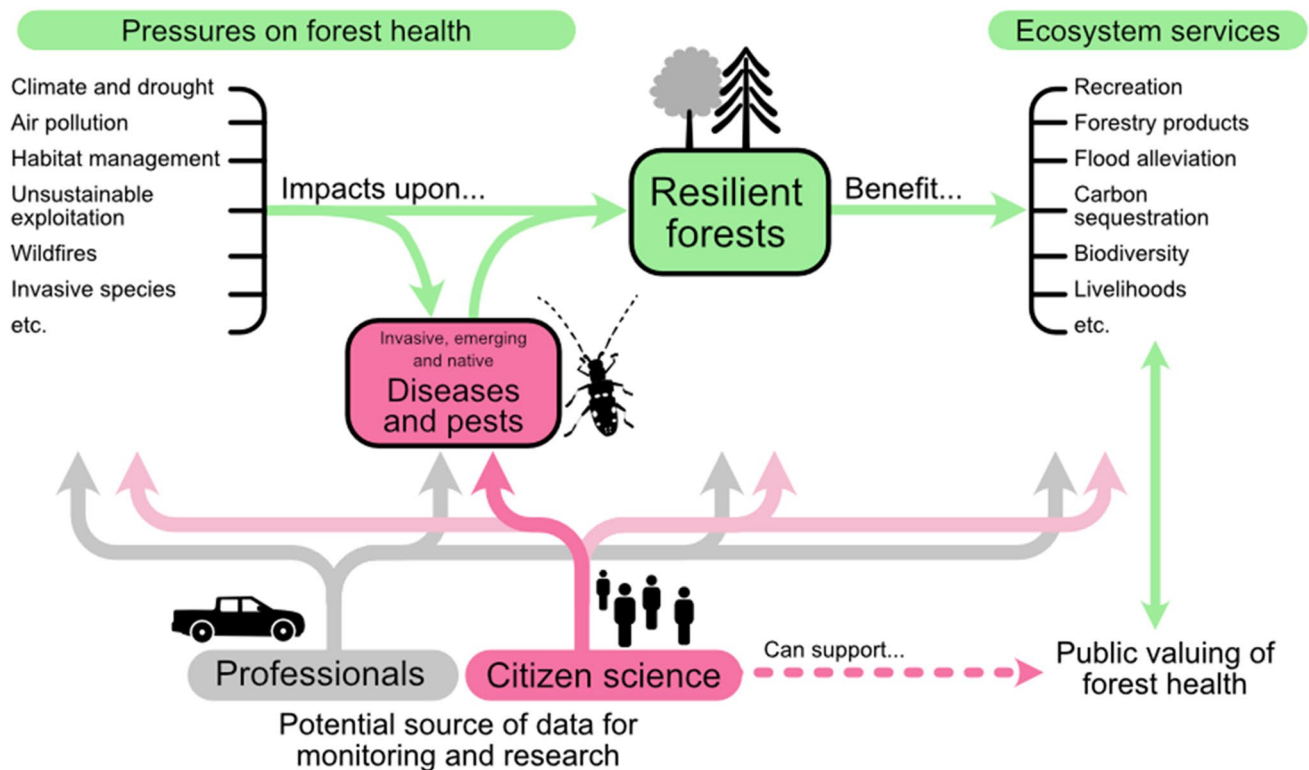 Pressures on forest health
Climate and drought
Air pollution
Habitat management
Unsustainable
exploitation
Wildfires
Invasive species
etc.
Impacts upon...
Resilient
forests
Benefit...
Ecosystem services
Recreation
Forestry products
Flood alleviation
Carbon
sequestration
Biodiversity
Livelihoods
etc.
Invasive, emerging
and native
Diseases
and pests
Professionals
Citizen science
Can support...
Public valuing of
forest health
Potential source of data for
monitoring and research